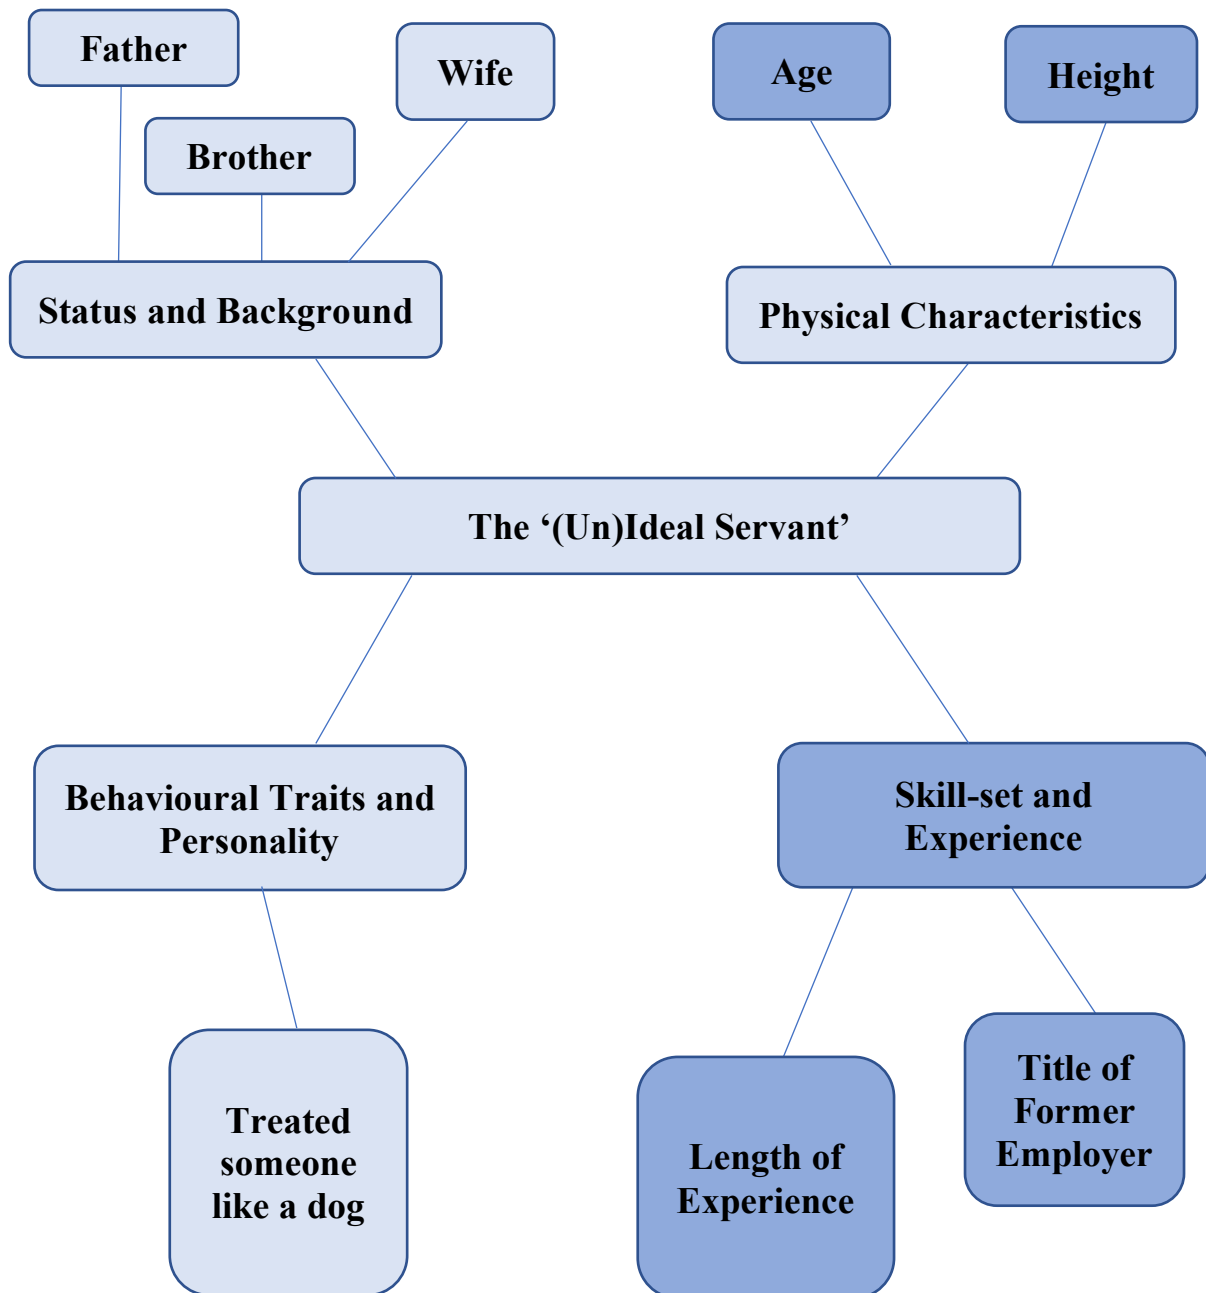 Father
Wife
Age
Height
Brother
Status and Background
Physical Characteristics
The ‘(Un)Ideal Servant’
Behavioural Traits and
Personality
Skill-set and
Experience
Treated
someone
like a dog
Length of
Experience
Title of
Former
Employer